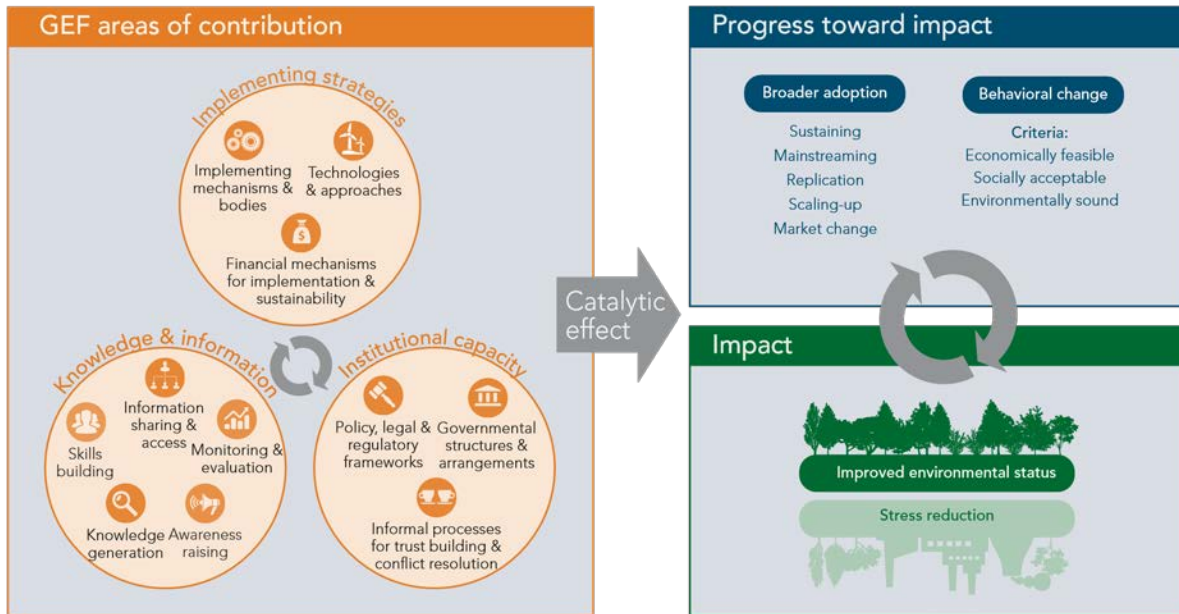 GEF areas of contribution
Implementing strategies
Implementing
mechanisms &
bodies
Technologies
& approaches
$
Financial mechanisms
for implementation &
sustainability
Knowledge & information
Information
sharing &
access
Skills
building
Monitoring &
evaluation
Knowledge
generation
Awareness
raising
Institutional capacity
Policy, legal &
regulatory
frameworks
Governmental
structures &
arrangements
Informal processes
for trust building &
conflict resolution
Catalytic
effect
Progress toward impact
Broader adoption
Sustaining
Mainstreaming
Replication
Scaling-up
Market change
Behavioral change
Criteria:
Economically feasible
Socially acceptable
Environmentally sound
Impact
Improved environmental status
Stress reduction